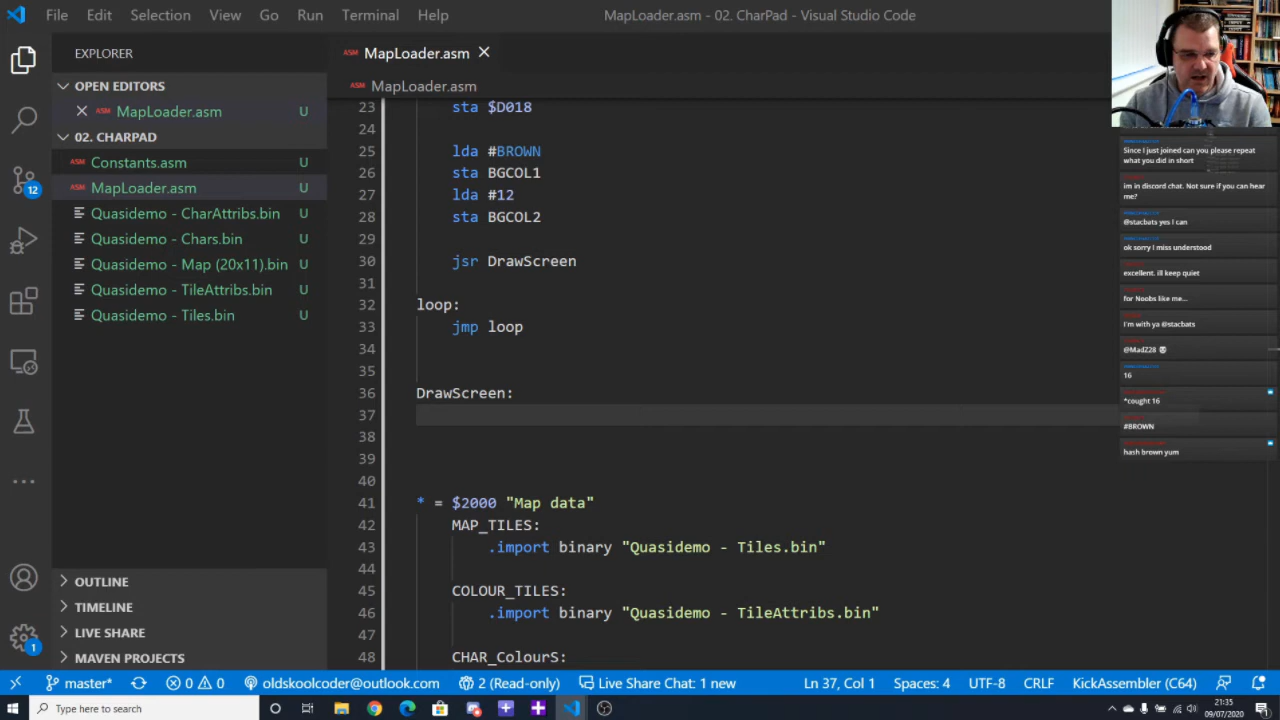 File Edit Selection View Go Run Terminal Help
MapLoader.asm - 02. CharPad - Visual Studio Code
EXPLORER
OPEN EDITORS
ASM MapLoader.asm U
02. CHARPAD
ASM Constants.asm U
ASM MapLoader.asm U
Quasidemo - CharAttribs.bin U
Quasidemo - Chars.bin U
Quasidemo - Map (20x11).bin U
Quasidemo - TileAttribs.bin U
Quasidemo - Tiles.bin U
OUTLINE
TIMELINE
LIVE SHARE
MAVEN PROJECTS
12
1
ASM MapLoader.asm
ASM MapLoader.asm
23 sta $D018
24
25 lda #BROWN
26 sta BGCOL1
27 lda #12
28 sta BGCOL2
29
30 jsr DrawScreen
31
32 loop:
33 jmp loop
34
35
36 DrawScreen:
37
38
39
40
41 * = $2000 "Map data"
42 MAP_TILES:
43 .import binary "Quasidemo - Tiles.bin"
44
45 COLOUR_TILES:
46 .import binary "Quasidemo - TileAttribs.bin"
47
48 CHAR_ColourS:
Since I just joined can you please repeat
what you did in short
im in discord chat. Not sure if you can hear
me?
@stacbats yes I can
ok sorry I miss understood
excellent. ill keep quiet
for Noobs like me...
I'm with ya @stacbats
@MadZ28
16
*cought 16
#BROWN
hash brown yum
master* 0 0 oldskoolcoder@outlook.com 2 (Read-only) Live Share Chat: 1 new Ln 37, Col 1 Spaces: 4 UTF-8 CRLF KickAssembler (C64)
Type here to search
21:35
09/07/2020